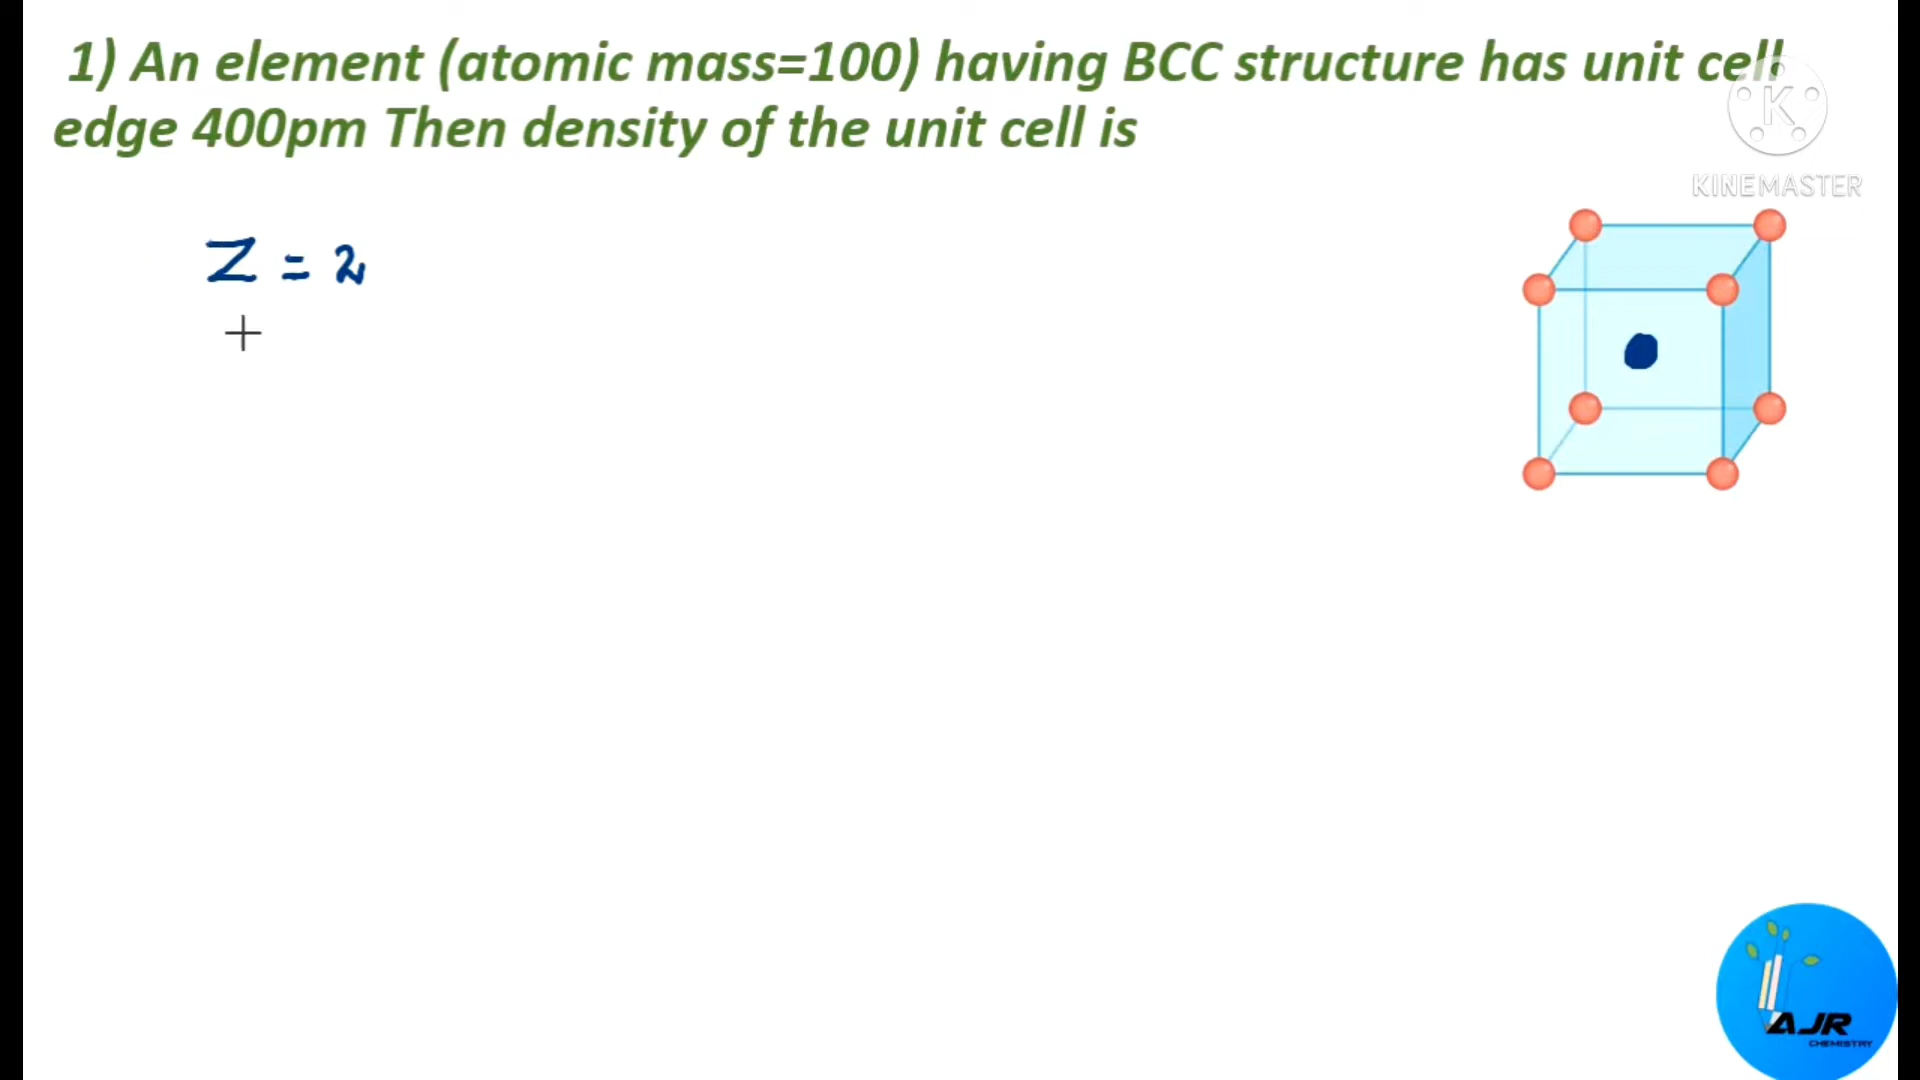 1) An element (atomic mass=100) having BCC structure has unit cell
edge 400pm Then density of the unit cell is
K
KINEMASTER
Z = 2
AJR
CHEMISTRY